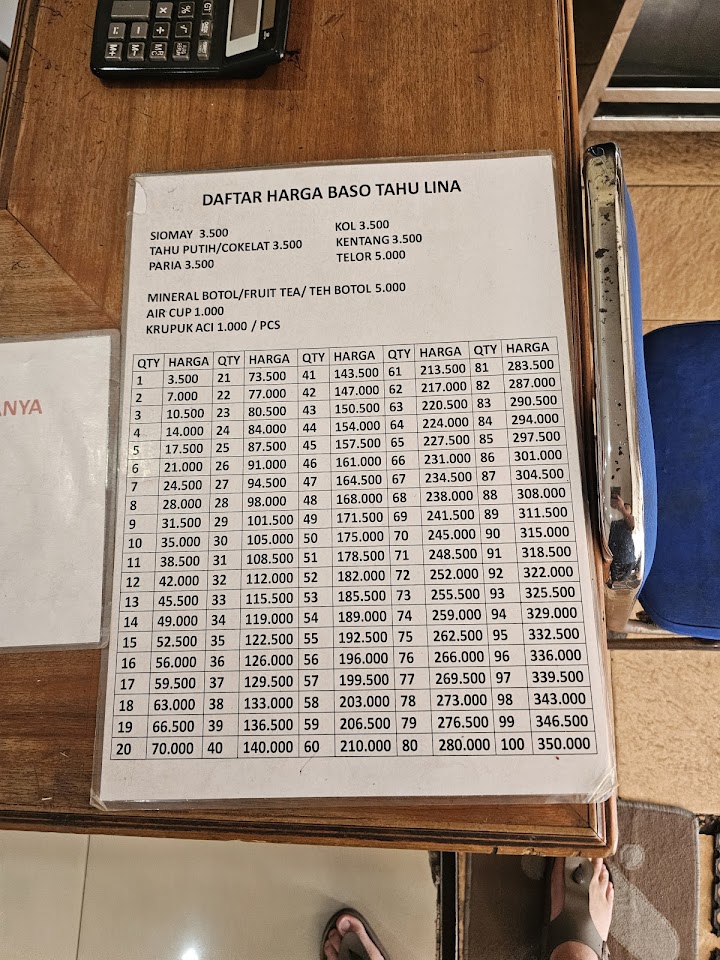 DAFTAR HARGA BASO TAHU LINA
SIOMAY 3.500
TAHU PUTIH/COKELAT 3.500
PARIA 3.500
KOL 3.500
KENTANG 3.500
TELOR 5.000
MINERAL BOTOL/FRUIT TEA/ TEH BOTOL 5.000
AIR CUP 1.000
KRUPUK ACI 1.000 / PCS
QTY HARGA QTY HARGA QTY HARGA QTY HARGA QTY HARGA
1 3.500 21 73.500 41 143.500 61 213.500 81 283.500
2 7.000 22 77.000 42 147.000 62 217.000 82 287.000
3 10.500 23 80.500 43 150.500 63 220.500 83 290.500
4 14.000 24 84.000 44 154.000 64 224.000 84 294.000
5 17.500 25 87.500 45 157.500 65 227.500 85 297.500
6 21.000 26 91.000 46 161.000 66 231.000 86 301.000
7 24.500 27 94.500 47 164.500 67 234.500 87 304.500
8 28.000 28 98.000 48 168.000 68 238.000 88 308.000
9 31.500 29 101.500 49 171.500 69 241.500 89 311.500
10 35.000 30 105.000 50 175.000 70 245.000 90 315.000
11 38.500 31 108.500 51 178.500 71 248.500 91 318.500
12 42.000 32 112.000 52 182.000 72 252.000 92 322.000
13 45.500 33 115.500 53 185.500 73 255.500 93 325.500
14 49.000 34 119.000 54 189.000 74 259.000 94 329.000
15 52.500 35 122.500 55 192.500 75 262.500 95 332.500
16 56.000 36 126.000 56 196.000 76 266.000 96 336.000
17 59.500 37 129.500 57 199.500 77 269.500 97 339.500
18 63.000 38 133.000 58 203.000 78 273.000 98 343.000
19 66.500 39 136.500 59 206.500 79 276.500 99 346.500
20 70.000 40 140.000 60 210.000 80 280.000 100 350.000
ANYA
GT
M+
M-